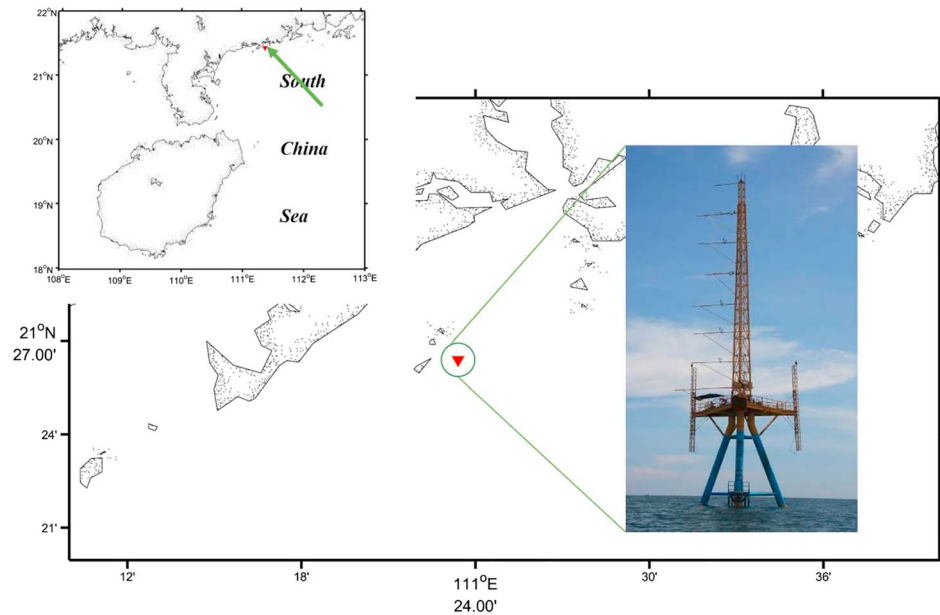 22°N
21°N
20°N
19°N
18°N
108°E
109°E
110°E
111°E
112°E
113°E
South
China
Sea
21°N
27.00'
24'
21'
12'
18'
111°E
24.00'
30'
36'